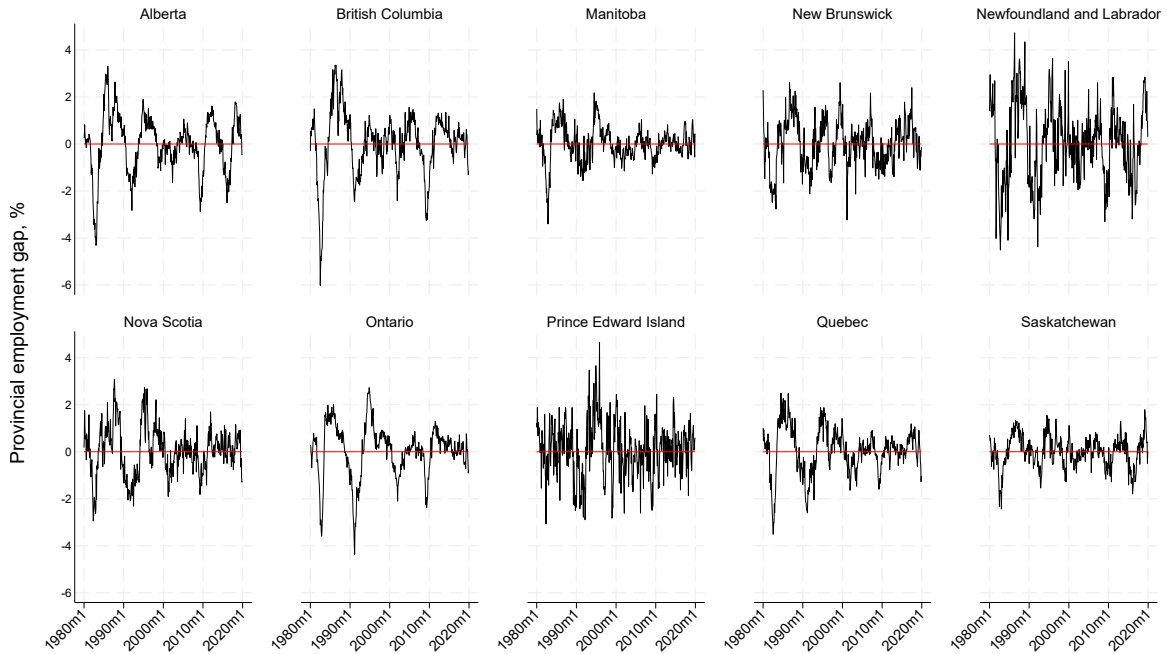 Alberta
British Columbia
Manitoba
New Brunswick
Newfoundland and Labrador
4
2
0
-2
-4
-6
Nova Scotia
Ontario
Prince Edward Island
Quebec
Saskatchewan
4
2
0
-2
-4
-6
1980m1
1990m1
2000m1
2010m1
2020m1
1980m1
1990m1
2000m1
2010m1
2020m1
1980m1
1990m1
2000m1
2010m1
2020m1
1980m1
1990m1
2000m1
2010m1
2020m1
1980m1
1990m1
2000m1
2010m1
2020m1
Provincial employment gap, %